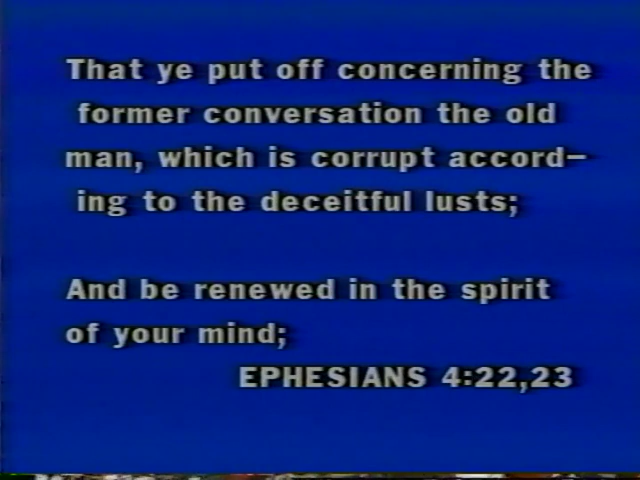 That ye put off concerning the
former conversation the old
man, which is corrupt accord-
ing to the deceitful lusts;
And be renewed in the spirit
of your mind;
EPHESIANS 4:22,23